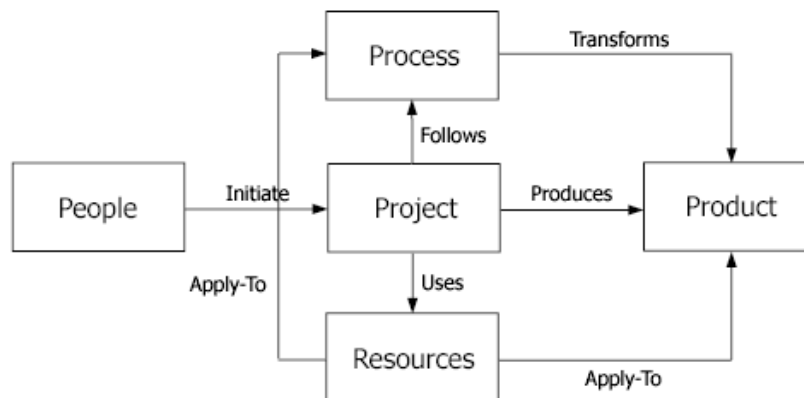 Process
Transforms
Follows
People
Initiate
Project
Produces
Product
Apply-To
Uses
Resources
Apply-To